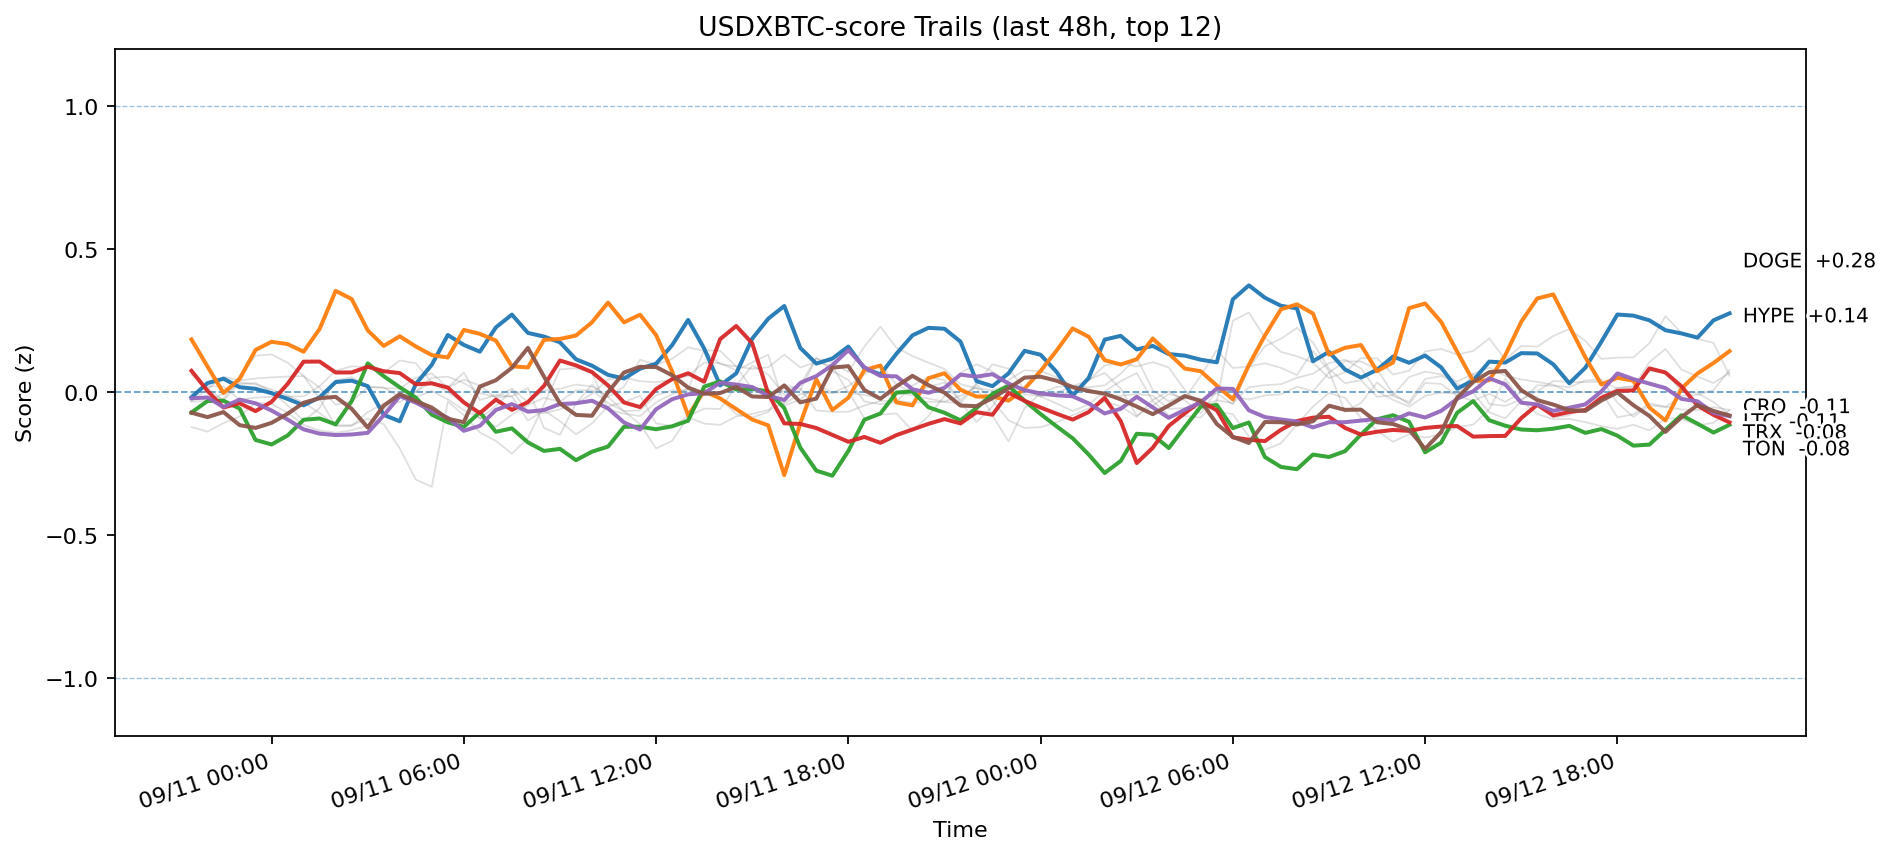 USDXBTC-score Trails (last 48h, top 12)
Score (z)
1.0
0.5
0.0
−0.5
−1.0
DOGE +0.28
HYPE +0.14
CRO -0.11
LTC -0.11
TRX -0.08
TON -0.08
09/11 00:00
09/11 06:00
09/11 12:00
09/11 18:00
09/12 00:00
09/12 06:00
09/12 12:00
09/12 18:00
Time